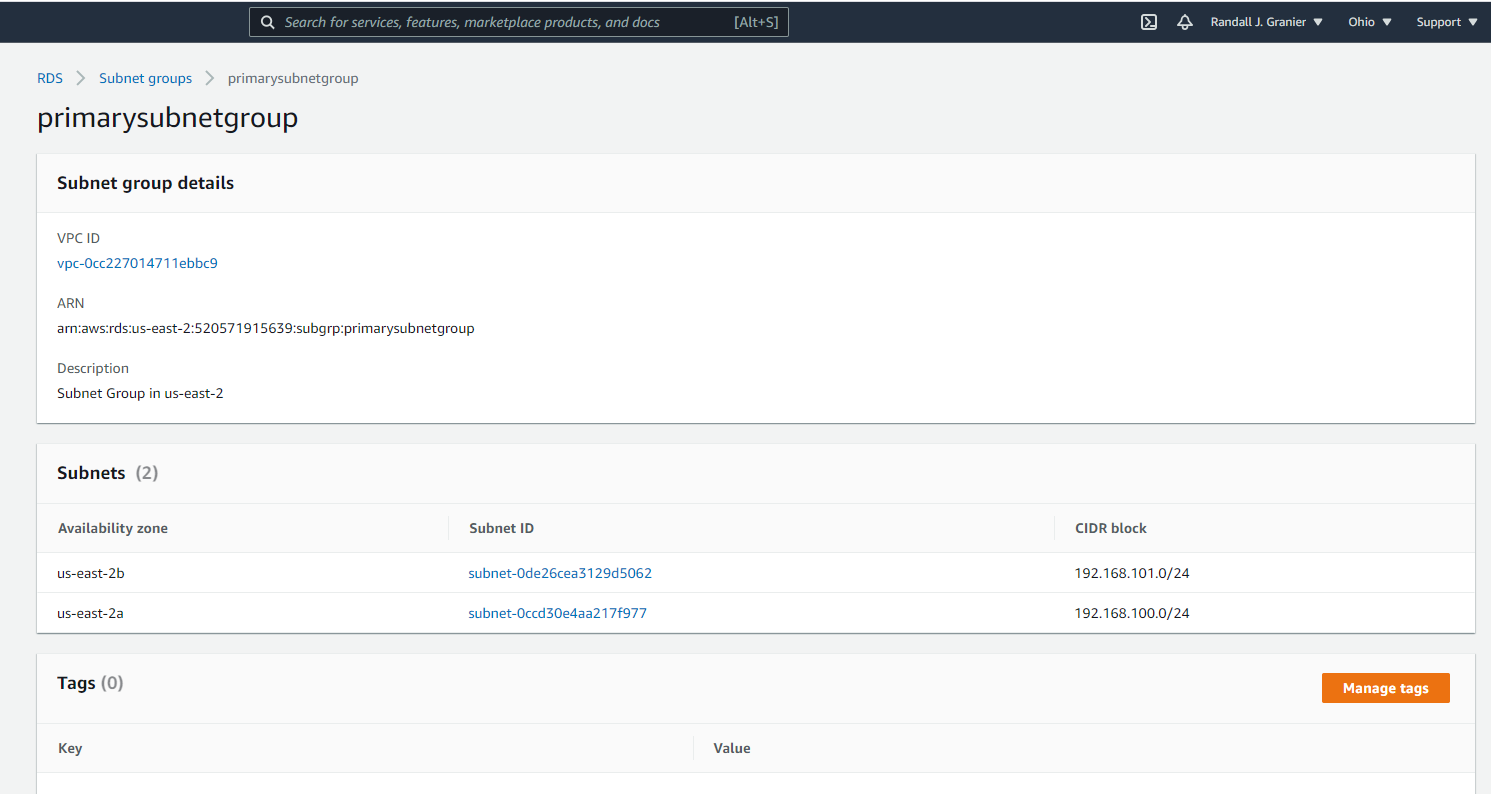 Search for services, features, marketplace products, and docs [Alt+S] Randall J. Granier Ohio Support
RDS Subnet groups primarysubnetgroup
primarysubnetgroup
Subnet group details
VPC ID
vpc-0cc227014711ebbc9
ARN
arn:aws:rds:us-east-2:520571915639:subgrp:primarysubnetgroup
Description
Subnet Group in us-east-2
Subnets (2)
Availability zone Subnet ID CIDR block
us-east-2b subnet-0de26cea3129d5062 192.168.101.0/24
us-east-2a subnet-0ccd30e4aa217f977 192.168.100.0/24
Tags (0) Manage tags
Key Value